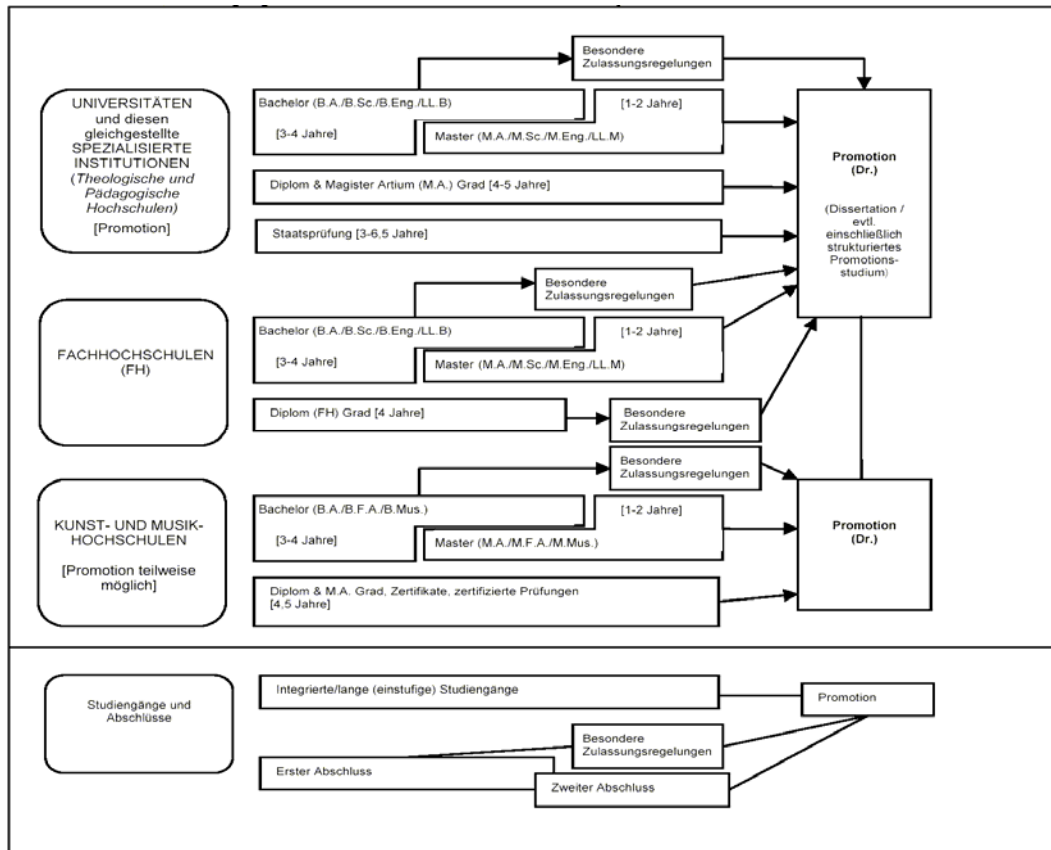 Besondere
Zulassungsregelungen
UNIVERSITÄTEN
und diesen
gleichgestellte
SPEZIALISIERTE
INSTITUTIONEN
(Theologische und
Pädagogische
Hochschulen)
[Promotion]
Bachelor (B.A./B.Sc./B.Eng./LL.B)
[3-4 Jahre]
[1-2 Jahre]
Master (M.A./M.Sc./M.Eng./LL.M)
Diplom & Magister Artium (M.A.) Grad [4-5 Jahre]
Staatsprüfung [3-6,5 Jahre]
Promotion
(Dr.)
(Dissertation /
evtl.
einschließlich
strukturiertes
Promotions-
studium)
Besondere
Zulassungsregelungen
FACHHOCHSCHULEN
(FH)
Bachelor (B.A./B.Sc./B.Eng./LL.B)
[3-4 Jahre]
[1-2 Jahre]
Master (M.A./M.Sc./M.Eng./LL.M)
Diplom (FH) Grad [4 Jahre]
Besondere
Zulassungsregelungen
Besondere
Zulassungsregelungen
KUNST- UND MUSIK-
HOCHSCHULEN
[Promotion teilweise
möglich]
Bachelor (B.A./B.F.A./B.Mus.)
[3-4 Jahre]
[1-2 Jahre]
Master (M.A./M.F.A./M.Mus.)
Diplom & M.A. Grad, Zertifikate, zertifizierte Prüfungen
[4,5 Jahre]
Promotion
(Dr.)
Studiengänge und
Abschlüsse
Integrierte/lange (einstufige) Studiengänge
Promotion
Besondere
Zulassungsregelungen
Erster Abschluss
Zweiter Abschluss